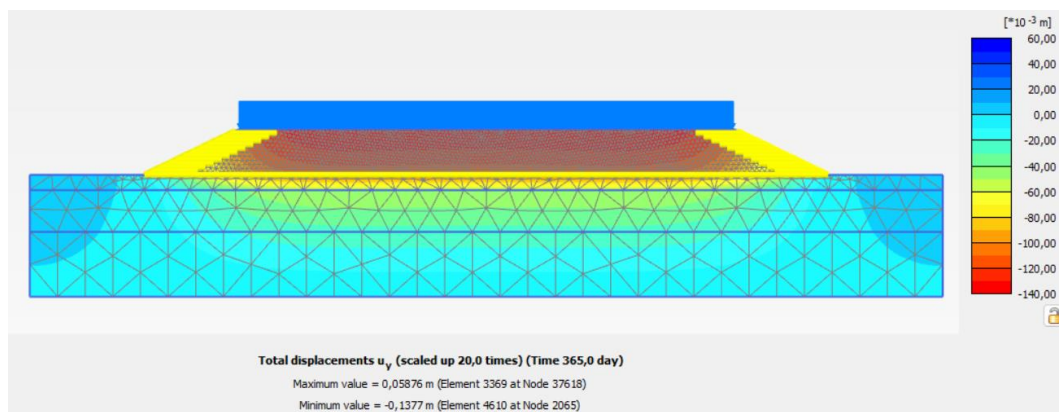 [*10 -3 m]
60,00
40,00
20,00
0,00
-20,00
-40,00
-60,00
-80,00
-100,00
-120,00
-140,00
Total displacements uy (scaled up 20,0 times) (Time 365,0 day)
Maximum value = 0,05876 m (Element 3369 at Node 37618)
Minimum value = -0,1377 m (Element 4610 at Node 2065)